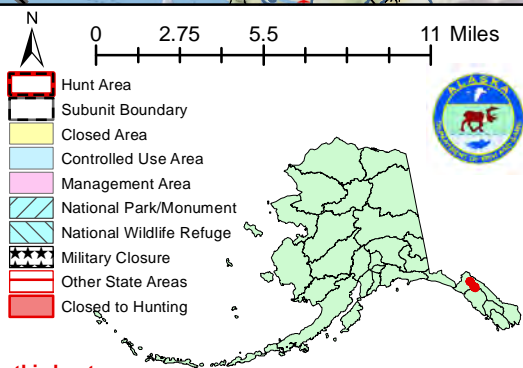 N
0 2.75 5.5 11 Miles
Hunt Area
Subunit Boundary
Closed Area
Controlled Use Area
Management Area
National Park/Monument
National Wildlife Refuge
Military Closure
Other State Areas
Closed to Hunting
ALASKA